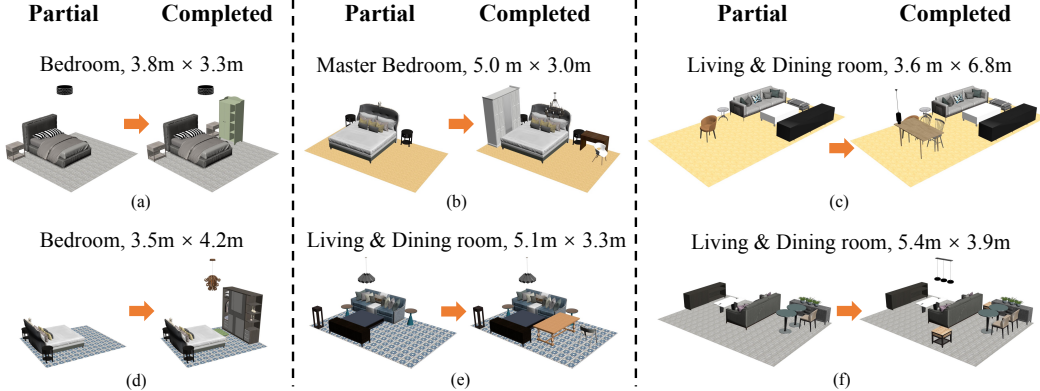 Partial Completed Partial Completed Partial Completed
Bedroom, 3.8m × 3.3m
Master Bedroom, 5.0 m × 3.0m
Living & Dining room, 3.6 m × 6.8m
(a)
(b)
(c)
Bedroom, 3.5m × 4.2m
Living & Dining room, 5.1m × 3.3m
Living & Dining room, 5.4m × 3.9m
(d)
(e)
(f)